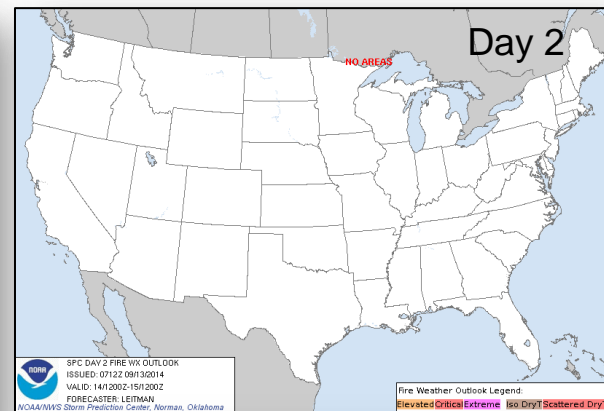 Day 2
NO AREAS
NOAA
SPC DAY 2 FIRE WX OUTLOOK
ISSUED: 0712Z 09/13/2014
VALID: 14/1200Z-15/1200Z
FORECASTER: LEITMAN
NOAA/NWS Storm Prediction Center, Norman, Oklahoma
Fire Weather Outlook Legend:
Elevated Critical Extreme Iso DryT Scattered Dry